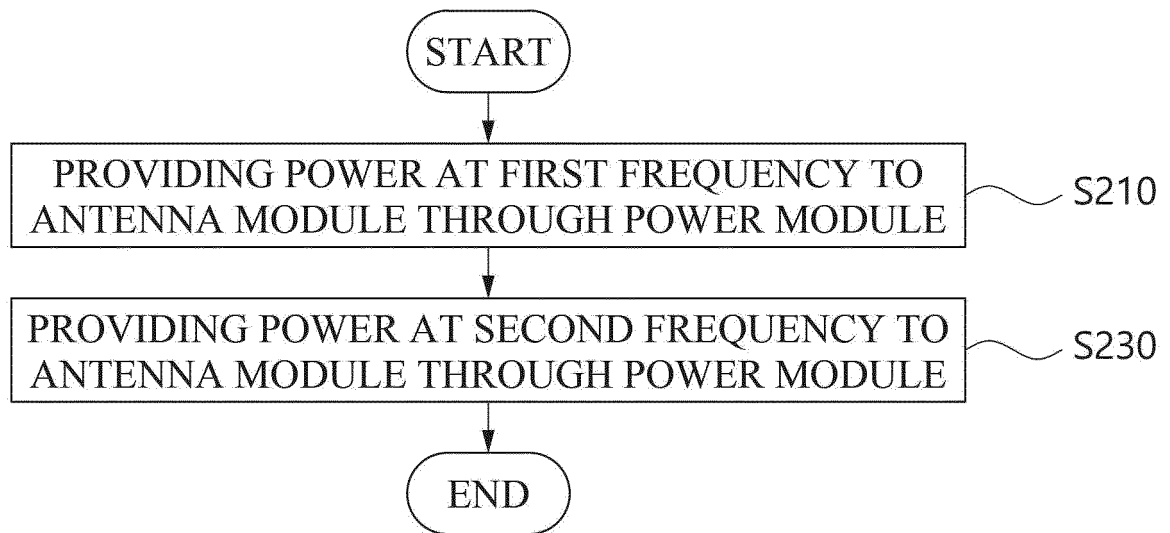 START
PROVIDING POWER AT FIRST FREQUENCY TO
ANTENNA MODULE THROUGH POWER MODULE
S210
PROVIDING POWER AT SECOND FREQUENCY TO
ANTENNA MODULE THROUGH POWER MODULE
S230
END